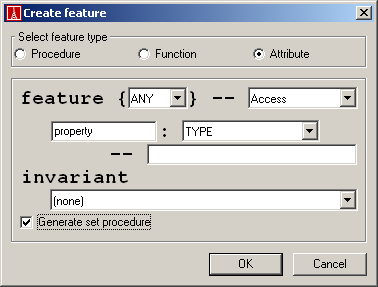 Create feature
Select feature type
Procedure Function Attribute
feature {ANY} -- Access
property : TYPE
--
invariant
(none)
Generate set procedure
OK Cancel